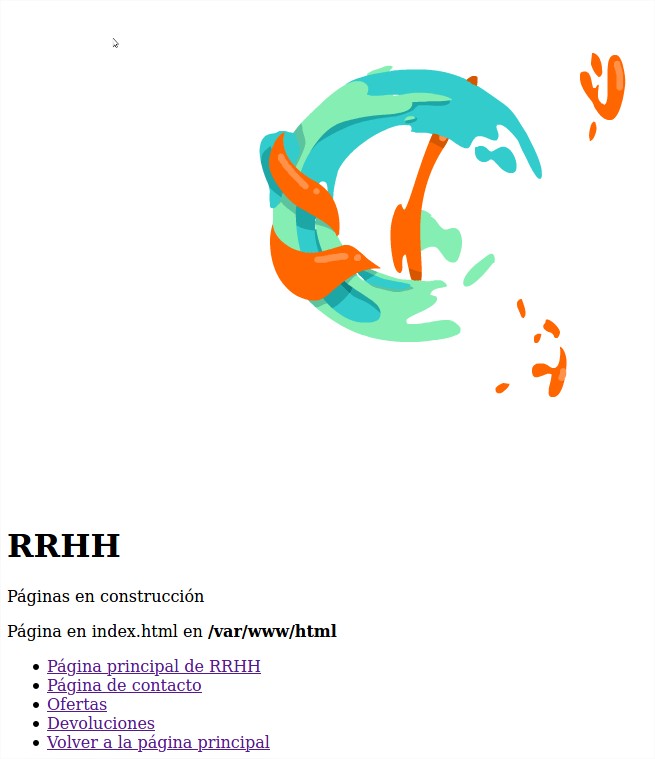 RRHH
Páginas en construcción
Página en index.html en /var/www/html
Página principal de RRHH
Página de contacto
Ofertas
Devoluciones
Volver a la página principal